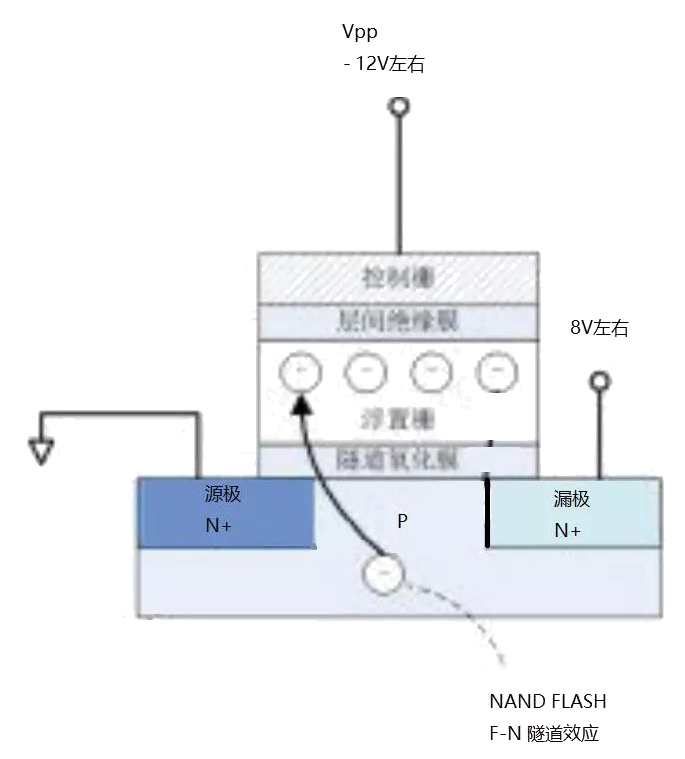 Vpp
- 12V左右
控制栅
层间绝缘膜
8V左右
浮置栅
隧道氧化膜
源极
N+
P
漏极
N+
NAND FLASH
F-N 隧道效应